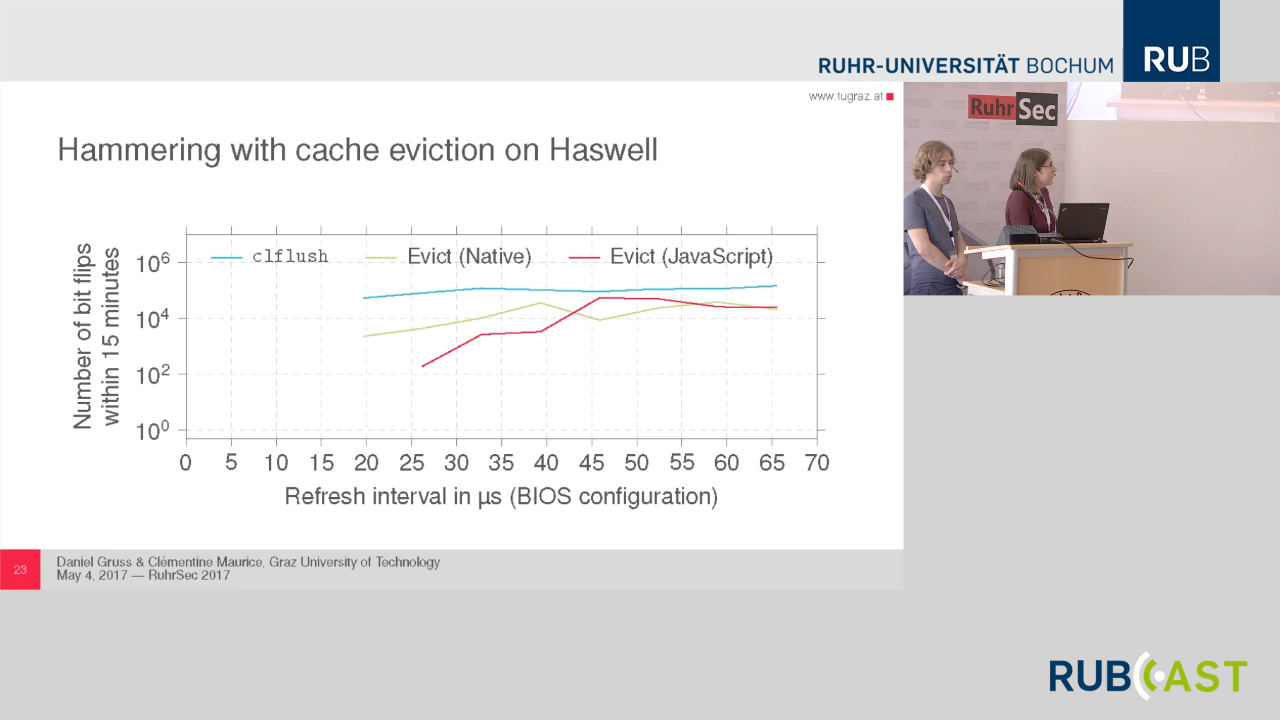 RUHR-UNIVERSITÄT BOCHUM
RUB
www.tugraz.at
RuhrSec
Hammering with cache eviction on Haswell
clflush
Evict (Native)
Evict (JavaScript)
Number of bit flips
within 15 minutes
10⁶
10⁴
10²
10⁰
0 5 10 15 20 25 30 35 40 45 50 55 60 65 70
Refresh interval in µs (BIOS configuration)
23
Daniel Gruss & Clémentine Maurice, Graz University of Technology
May 4, 2017 — RuhrSec 2017
RUBCAST